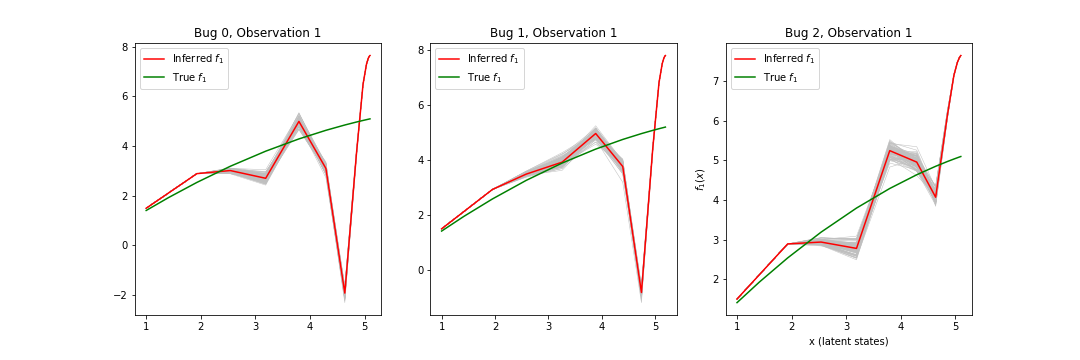 Bug 0, Observation 1
8
6
4
2
0
−2
1
2
3
4
5
Inferred f₁
True f₁
Bug 1, Observation 1
8
6
4
2
0
1
2
3
4
5
Inferred f₁
True f₁
Bug 2, Observation 1
f₁(x)
7
6
5
4
3
2
1
2
3
4
5
x (latent states)
Inferred f₁
True f₁